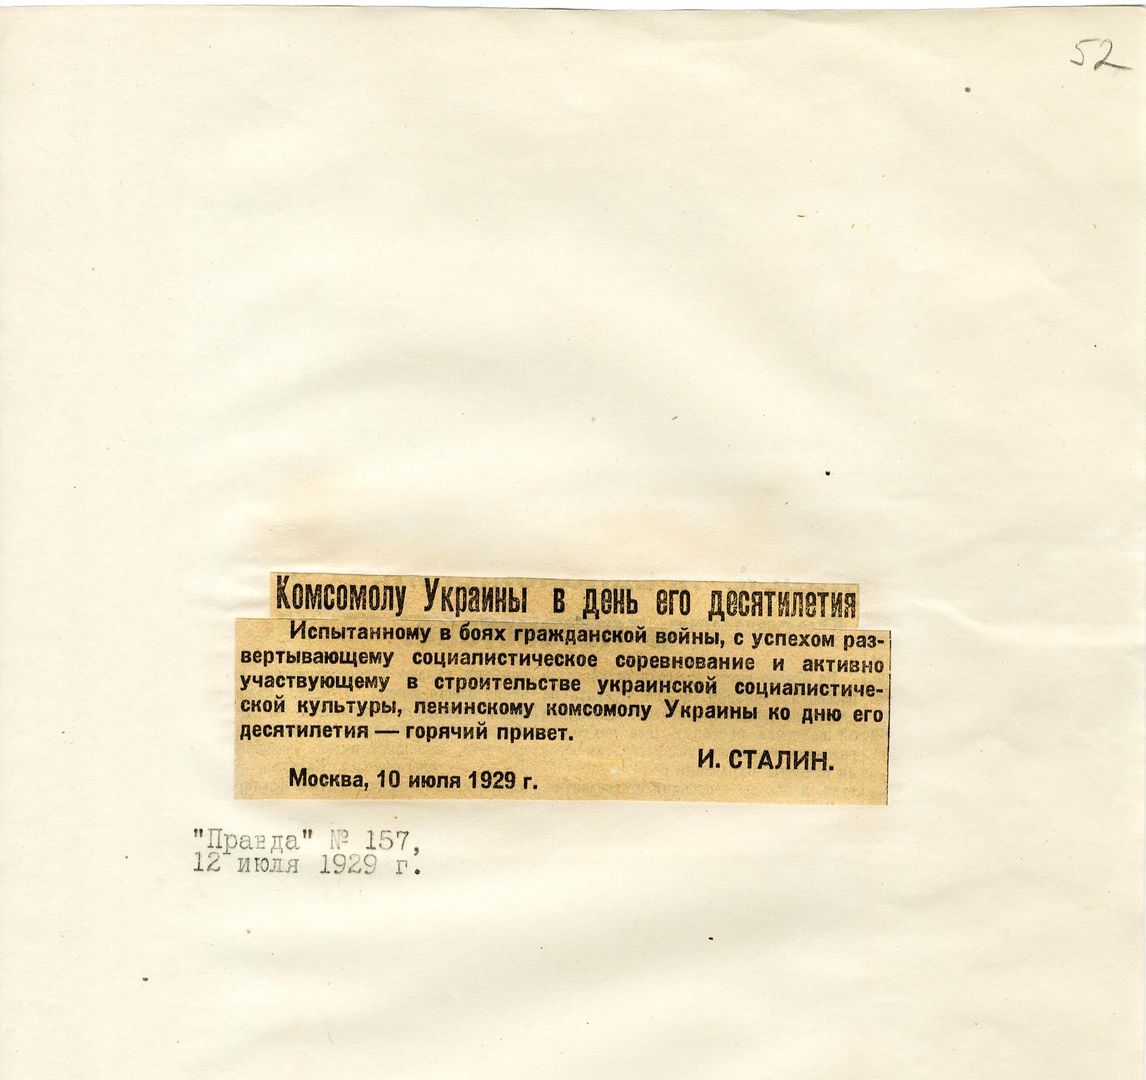 52
Комсомолу Украины в день его десятилетия
Испытанному в боях гражданской войны, с успехом раз-
вертывающему социалистическое соревнование и активно
участвующему в строительстве украинской социалистиче-
ской культуры, ленинскому комсомолу Украины ко дню его
десятилетия — горячий привет.
И. СТАЛИН.
Москва, 10 июля 1929 г.
"Правда" № 157,
12 июля 1929 г.